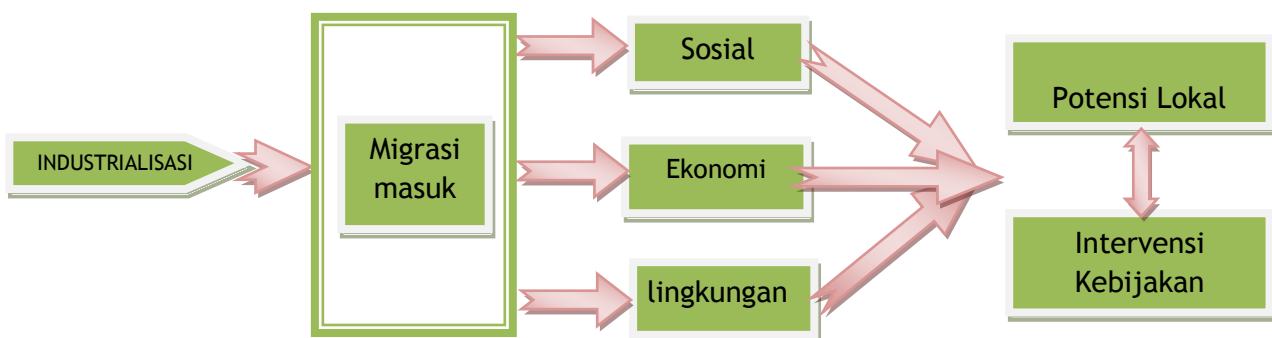 INDUSTRIALISASI
Migrasi
masuk
Sosial
Ekonomi
lingkungan
Potensi Lokal
Intervensi
Kebijakan